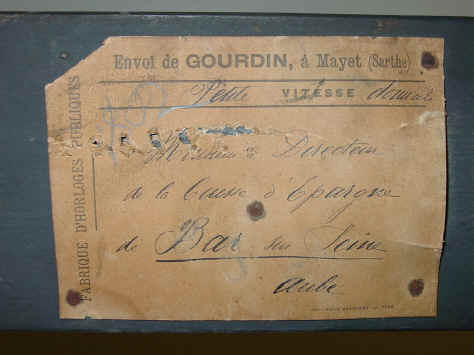 Envoi de GOURDIN, à Mayet (Sarthe)
Petite VITESSE
FABRIQUE D'HORLOGES PUBLIQUES
Monsieur le Directeur
de la Caisse d'Epargne
de Bar sur Seine
Aube